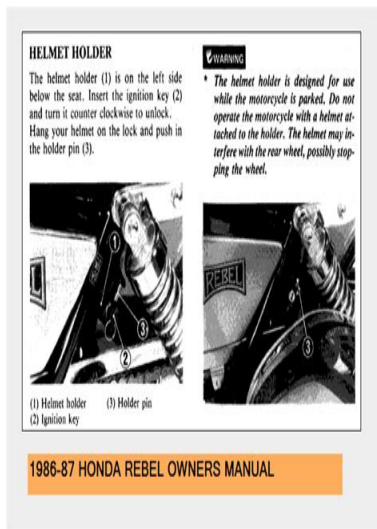 HELMET HOLDER
The helmet holder (1) is on the left side
below the seat. Insert the ignition key (2)
and turn it counter clockwise to unlock.
Hang your helmet on the lock and push in
the holder pin (3).
WARNING
* The helmet holder is designed for use
while the motorcycle is parked. Do not
operate the motorcycle with a helmet at-
tached to the holder. The helmet may in-
terfere with the rear wheel, possibly stop-
ping the wheel.
1
3
2
REBEL
3
(1) Helmet holder (3) Holder pin
(2) Ignition key
1986-87 HONDA REBEL OWNERS MANUAL